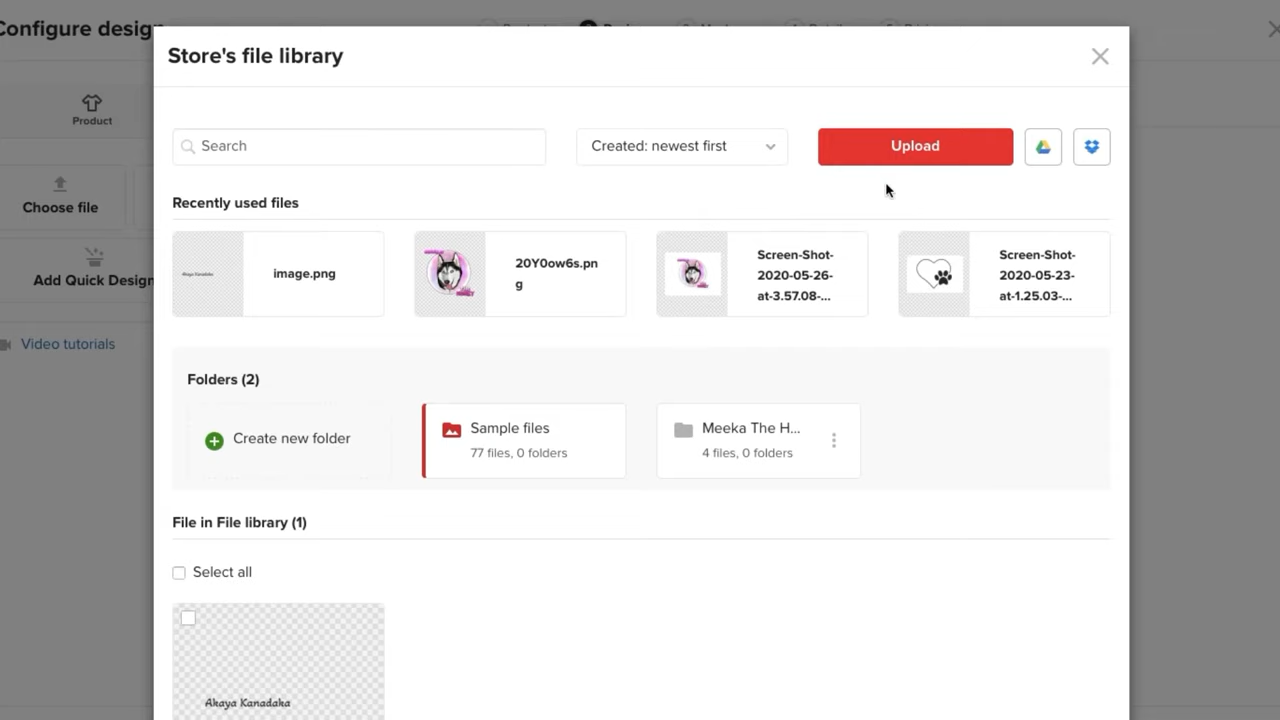 Configure design
Store's file library
Product
Search
Created: newest first
Upload
Choose file
Recently used files
image.png
20Y0ow6s.pn
g
Screen-Shot-
2020-05-26-
at-3.57.08-...
Screen-Shot-
2020-05-23-
at-1.25.03-...
Add Quick Design
Video tutorials
Folders (2)
Create new folder
Sample files
77 files, 0 folders
Meeka The H...
4 files, 0 folders
File in File library (1)
Select all
Akaya Kanadaka